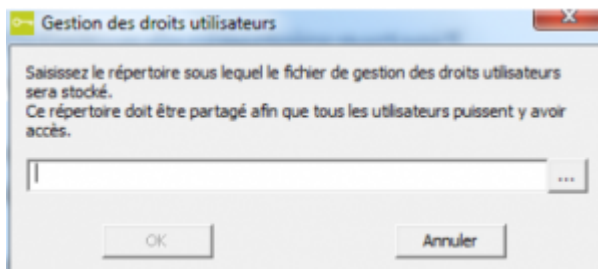 Gestion des droits utilisateurs
Saisissez le répertoire sous lequel le fichier de gestion des droits utilisateurs
sera stocké.
Ce répertoire doit être partagé afin que tous les utilisateurs puissent y avoir
accès.
...
OK
Annuler